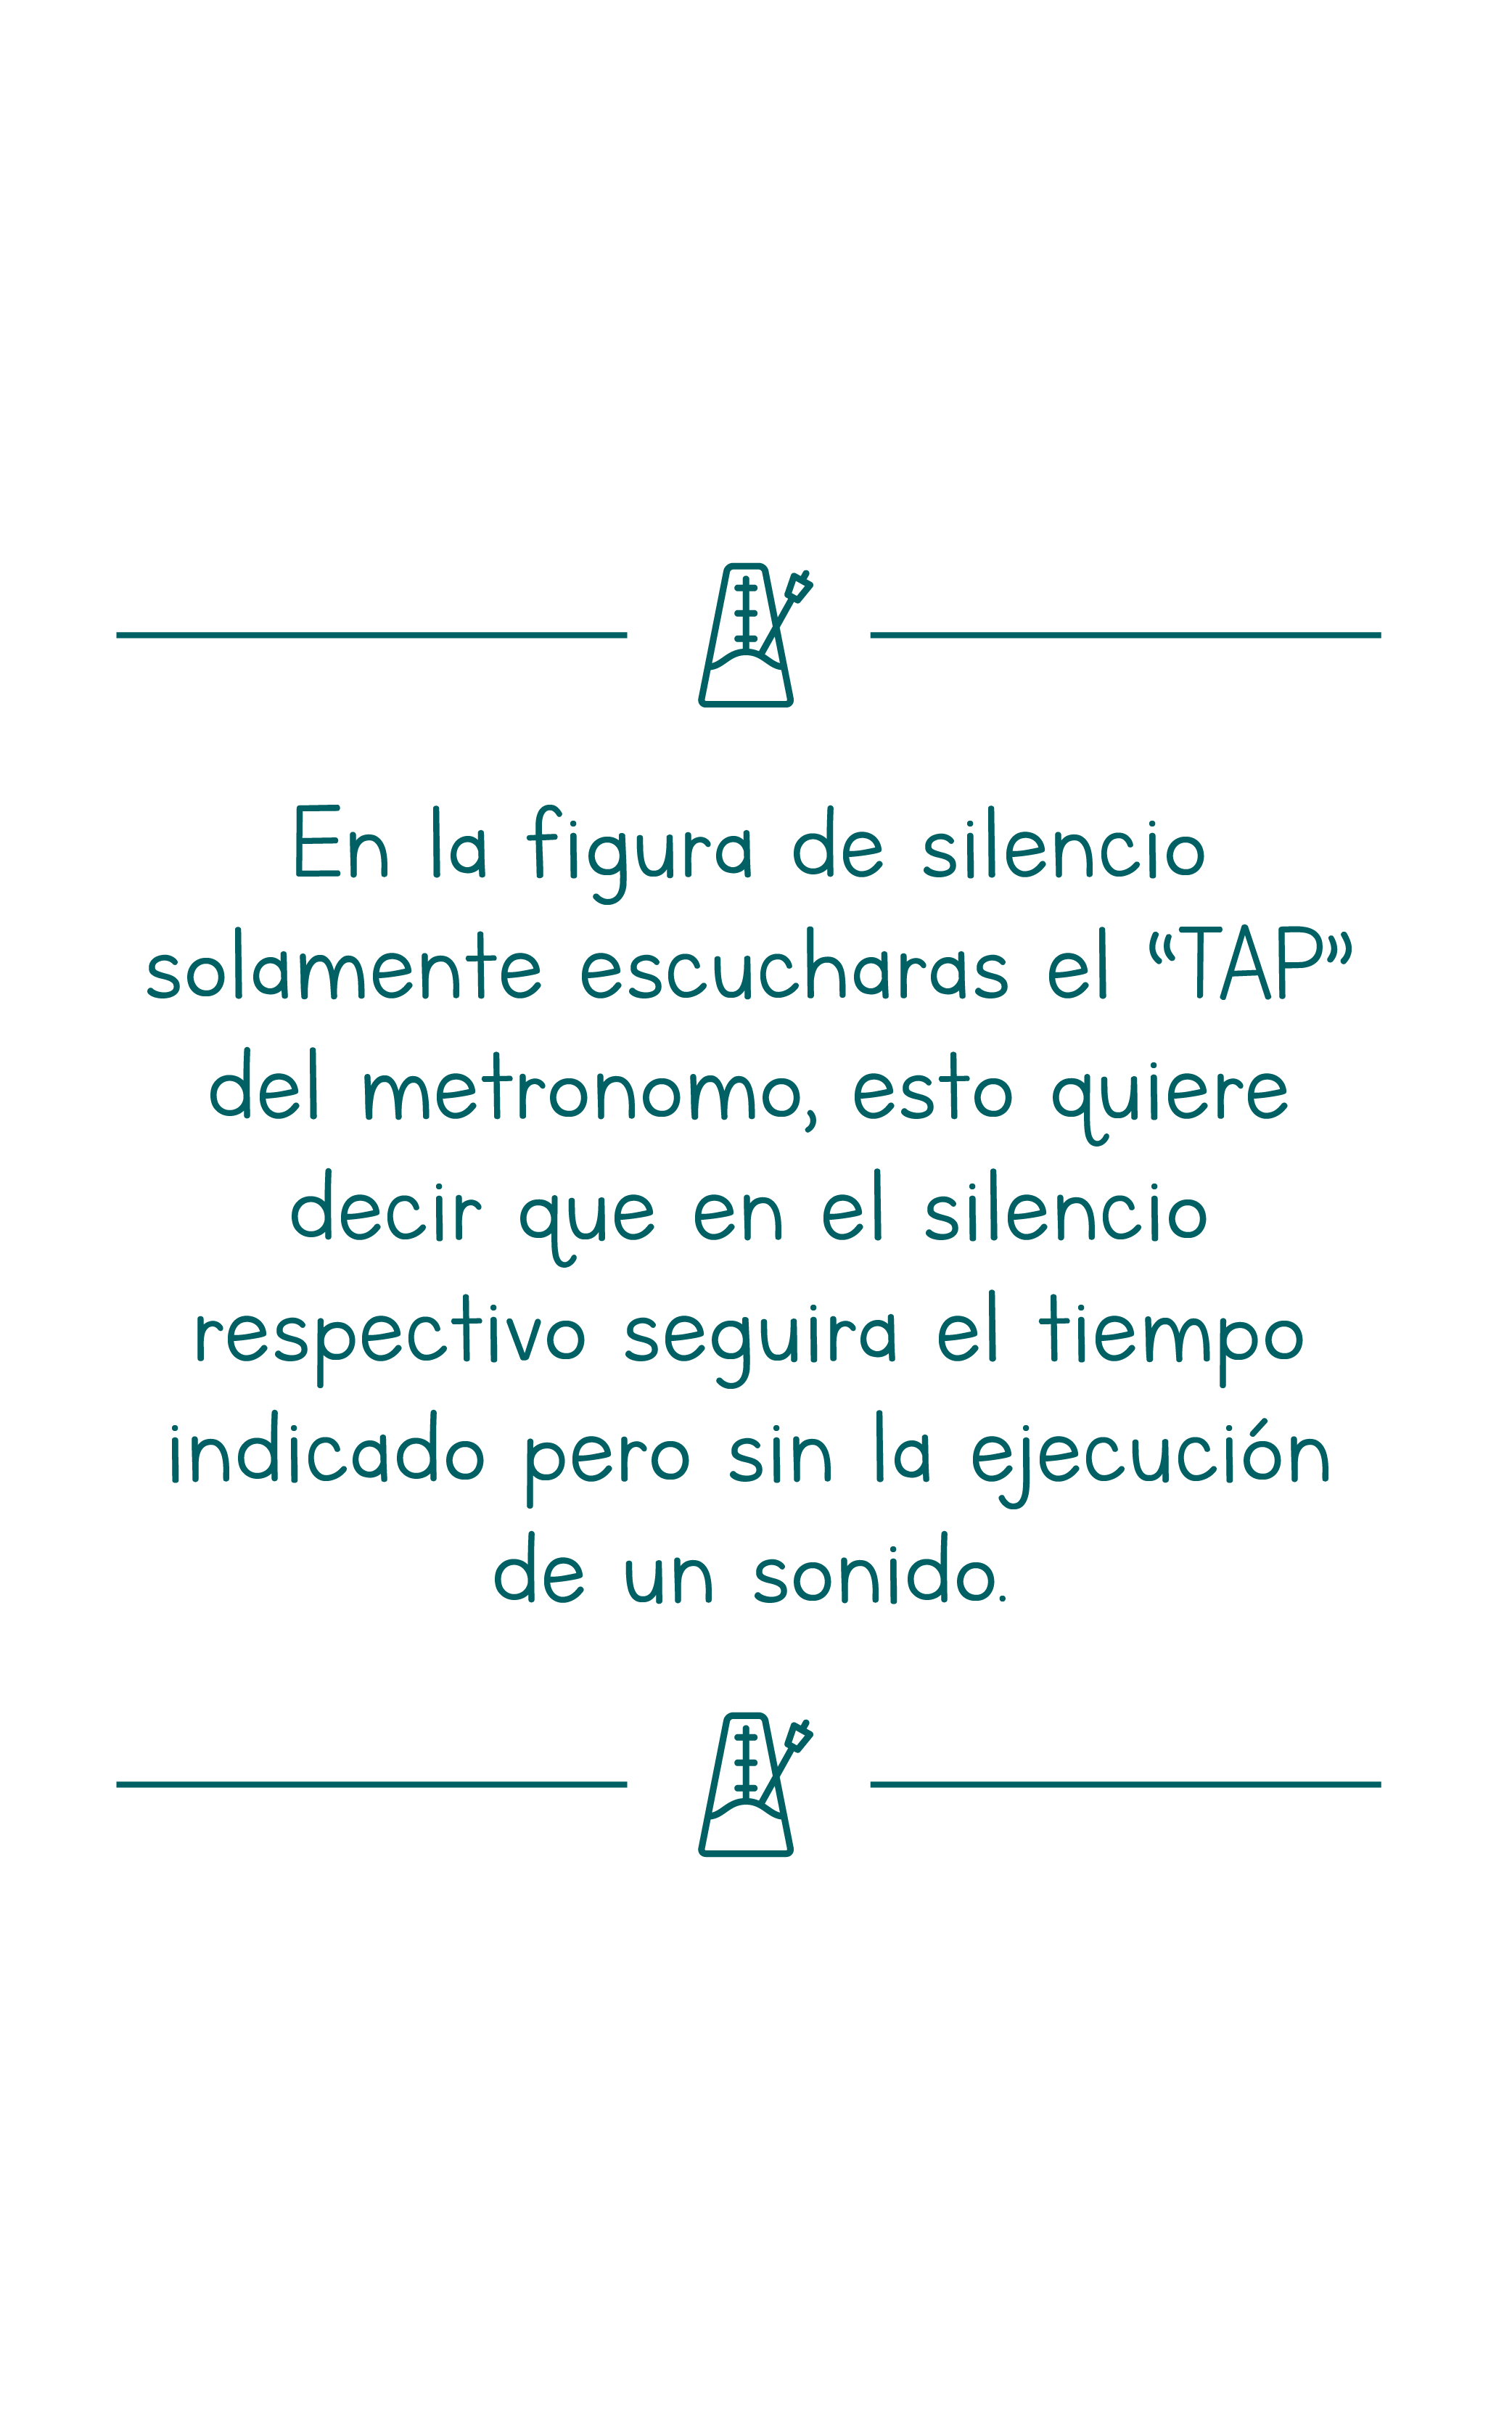 En la figura de silencio
solamente escucharas el “TAP”
del metronomo, esto quiere
decir que en el silencio
respectivo seguira el tiempo
indicado pero sin la ejecución
de un sonido.